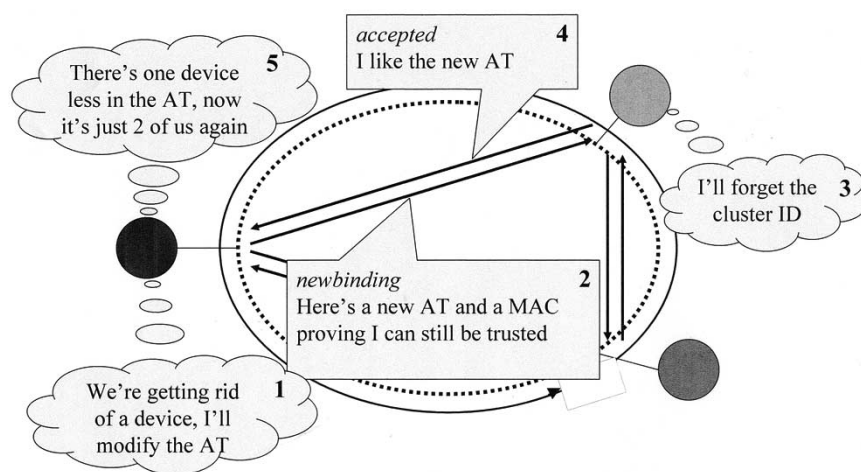 5
There's one device
less in the AT, now
it's just 2 of us again
accepted
4
I like the new AT
I'll forget the
3
cluster ID
newbinding
2
Here's a new AT and a MAC
proving I can still be trusted
We're getting rid
1
of a device, I'll
modify the AT